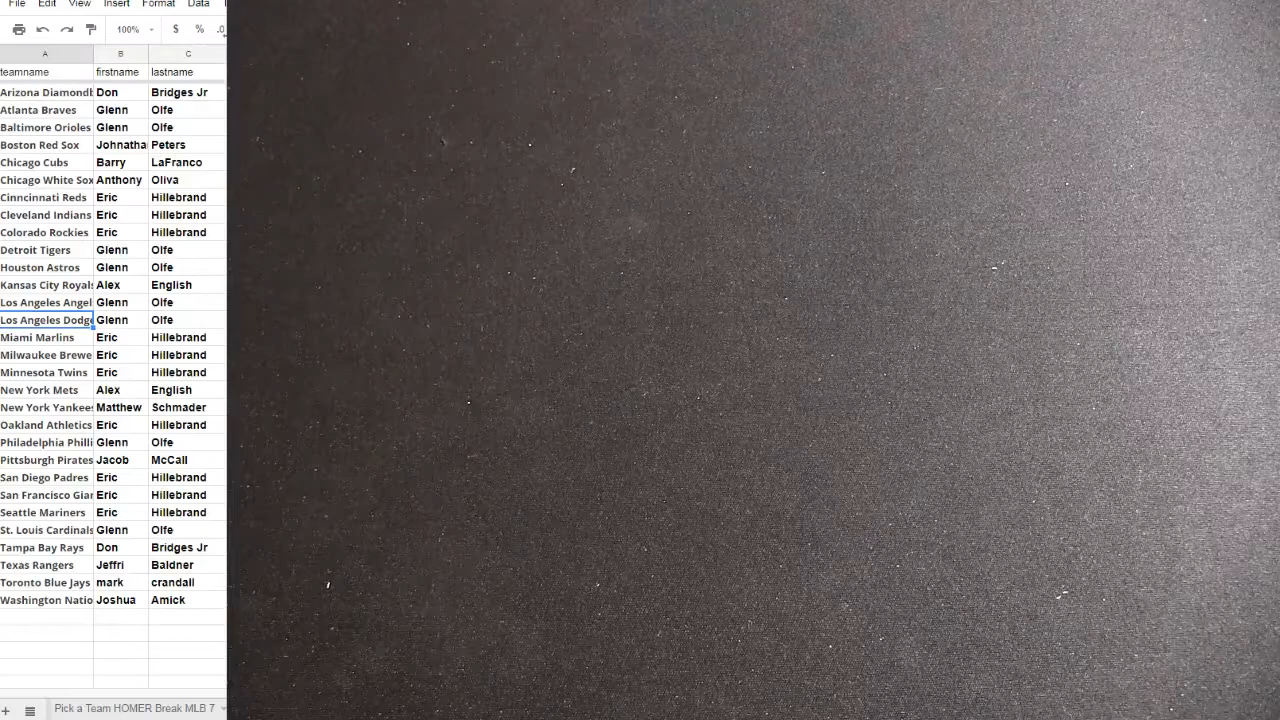 File Edit View Insert Format Data
100% $ % .0
A B C
teamname firstname lastname
Arizona Diamondb Don Bridges Jr
Atlanta Braves Glenn Olfe
Baltimore Orioles Glenn Olfe
Boston Red Sox Johnatha Peters
Chicago Cubs Barry LaFranco
Chicago White Sox Anthony Oliva
Cinncinnati Reds Eric Hillebrand
Cleveland Indians Eric Hillebrand
Colorado Rockies Eric Hillebrand
Detroit Tigers Glenn Olfe
Houston Astros Glenn Olfe
Kansas City Royals Alex English
Los Angeles Angel Glenn Olfe
Los Angeles Dodge Glenn Olfe
Miami Marlins Eric Hillebrand
Milwaukee Brewe Eric Hillebrand
Minnesota Twins Eric Hillebrand
New York Mets Alex English
New York Yankees Matthew Schmader
Oakland Athletics Eric Hillebrand
Philadelphia Philli Glenn Olfe
Pittsburgh Pirates Jacob McCall
San Diego Padres Eric Hillebrand
San Francisco Gian Eric Hillebrand
Seattle Mariners Eric Hillebrand
St. Louis Cardinals Glenn Olfe
Tampa Bay Rays Don Bridges Jr
Texas Rangers Jeffri Baldner
Toronto Blue Jays mark crandall
Washington Natio Joshua Amick
Pick a Team HOMER Break MLB 7